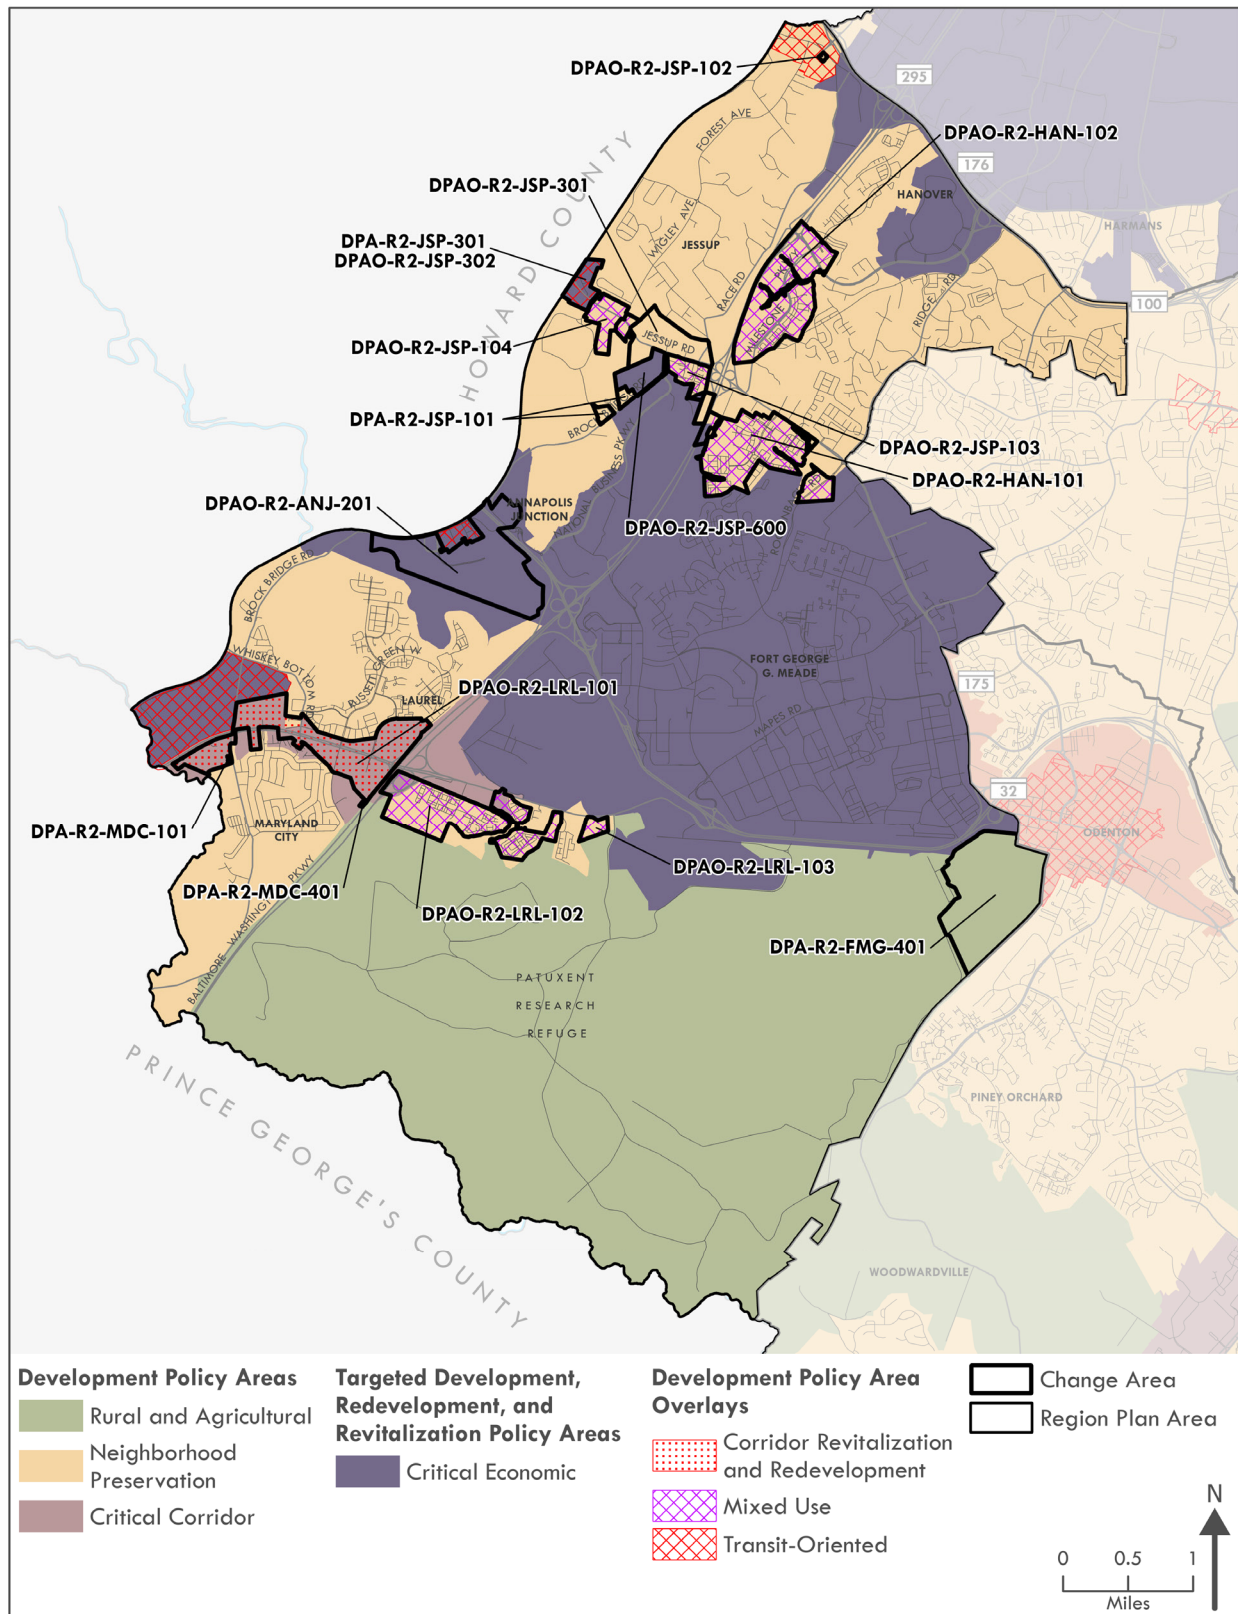 DPAO-R2-JSP-102
295
FOREST AVE
DPAO-R2-HAN-102
176
HOWARD COUNTY
DPAO-R2-JSP-301
HANOVER
WIGLEY AVE
HARMANS
DPA-R2-JSP-301
DPAO-R2-JSP-302
JESSUP
RACE RD
RIDGE RD
100
DPAO-R2-JSP-104
JESSUP RD
DPA-R2-JSP-101
DPAO-R2-JSP-103
DPAO-R2-HAN-101
NATIONAL BUSINESS PKWY
DPAO-R2-ANJ-201
ANNAPOLIS
JUNCTION
DPAO-R2-JSP-600
BROCK BRIDGE RD
WHISKEY BOTTOM RD
RUSSETT GREEN W
FORT GEORGE
G. MEADE
175
DPAO-R2-LRL-101
LAUREL
MAPES RD
32
ODENTON
DPA-R2-MDC-101
MARYLAND
CITY
DPAO-R2-LRL-103
DPA-R2-MDC-401
DPAO-R2-LRL-102
DPA-R2-FMG-401
BALTIMORE WASHINGTON PKWY
PATUXENT
RESEARCH
REFUGE
PINEY ORCHARD
PRINCE GEORGE'S COUNTY
WOODWARDVILLE
Development Policy Areas
Rural and Agricultural
Neighborhood
Preservation
Critical Corridor
Targeted Development,
Redevelopment, and
Revitalization Policy Areas
Critical Economic
Development Policy Area
Overlays
Corridor Revitalization
and Redevelopment
Mixed Use
Transit-Oriented
Change Area
Region Plan Area
N
0 0.5 1
Miles